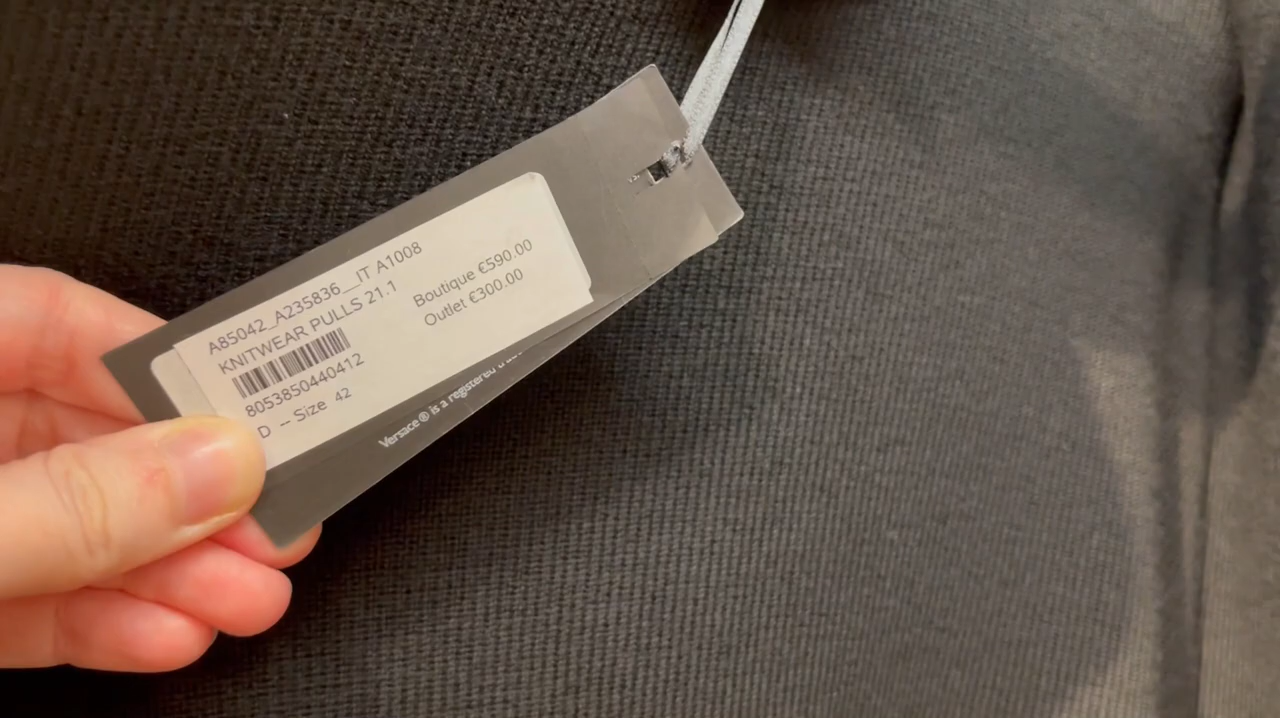 A85042_A235836__IT A1008
KNITWEAR PULLS 21.1
8053850440412
D -- Size 42
Boutique €590.00
Outlet €300.00
Versace ® is a registered